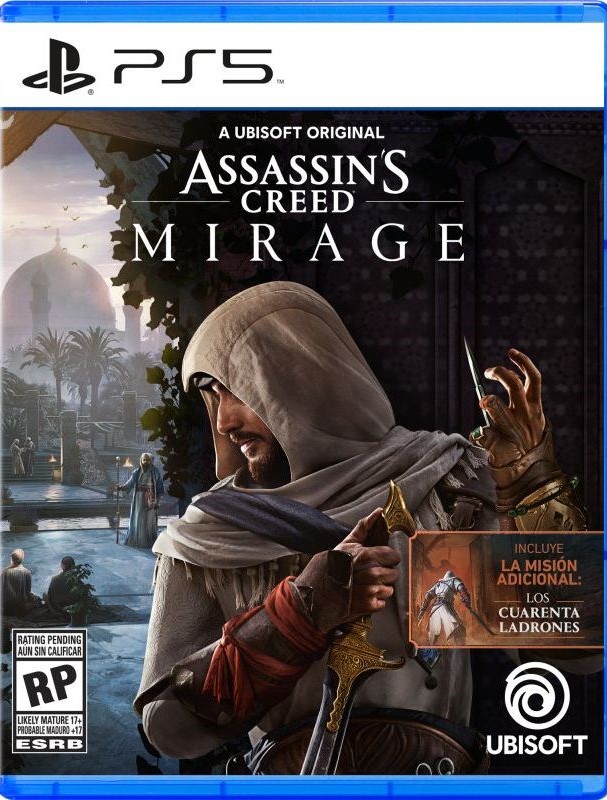 PS5
A UBISOFT ORIGINAL
ASSASSIN'S
CREED
MIRAGE
INCLUYE
LA MISIÓN
ADICIONAL:
LOS
CUARENTA
LADRONES
RATING PENDING
AÚN SIN CALIFICAR
RP
LIKELY MATURE 17+
PROBABLE MADURO +17
ESRB
UBISOFT